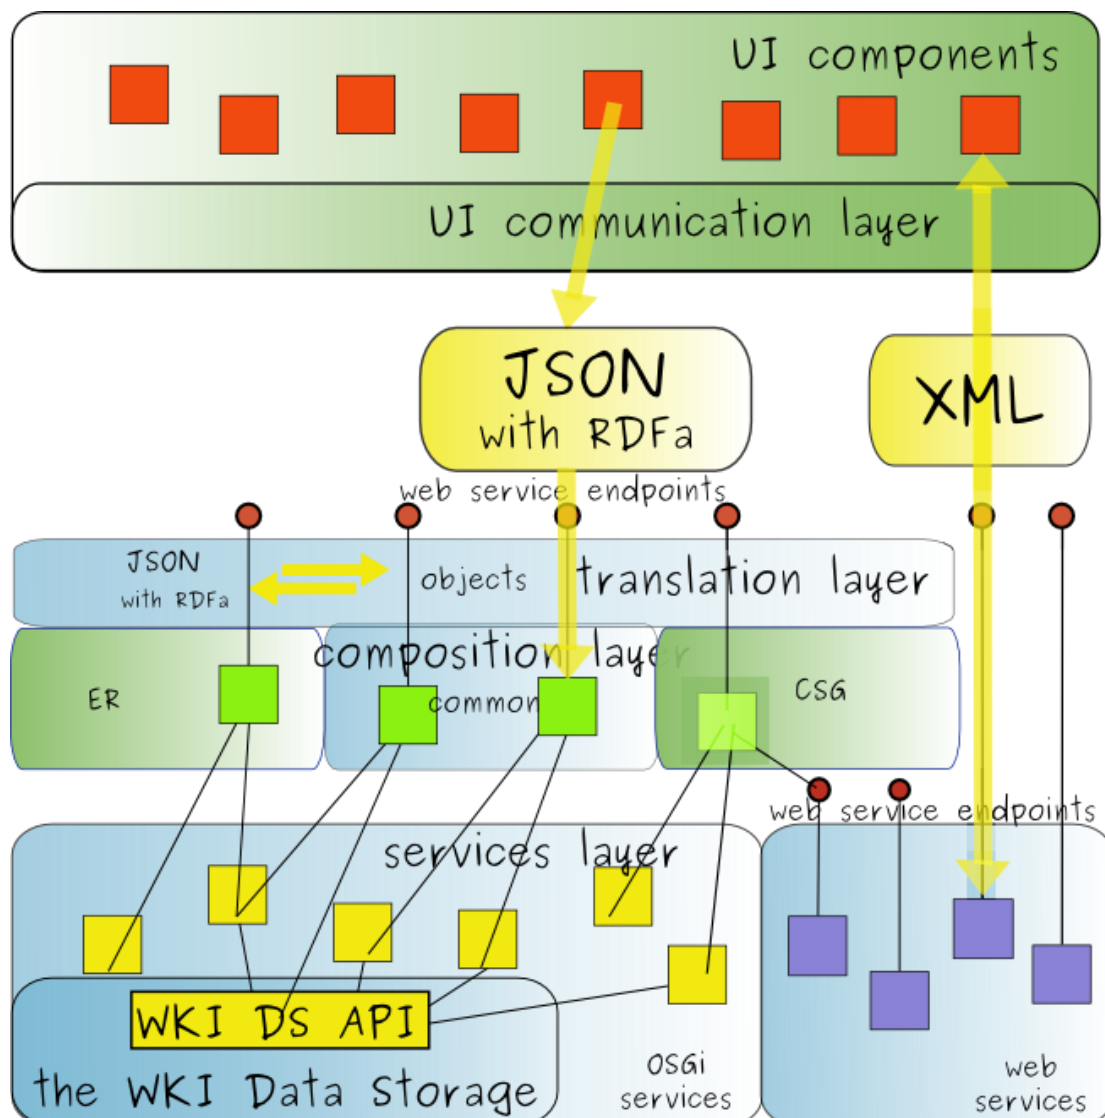 UI components
UI communication layer
JSON
with RDFa
XML
web service endpoints
JSON
with RDFa
objects
translation layer
composition layer
ER
common
CSG
web service endpoints
services layer
WKI DS API
the WKI Data Storage
OSGi
services
web
services